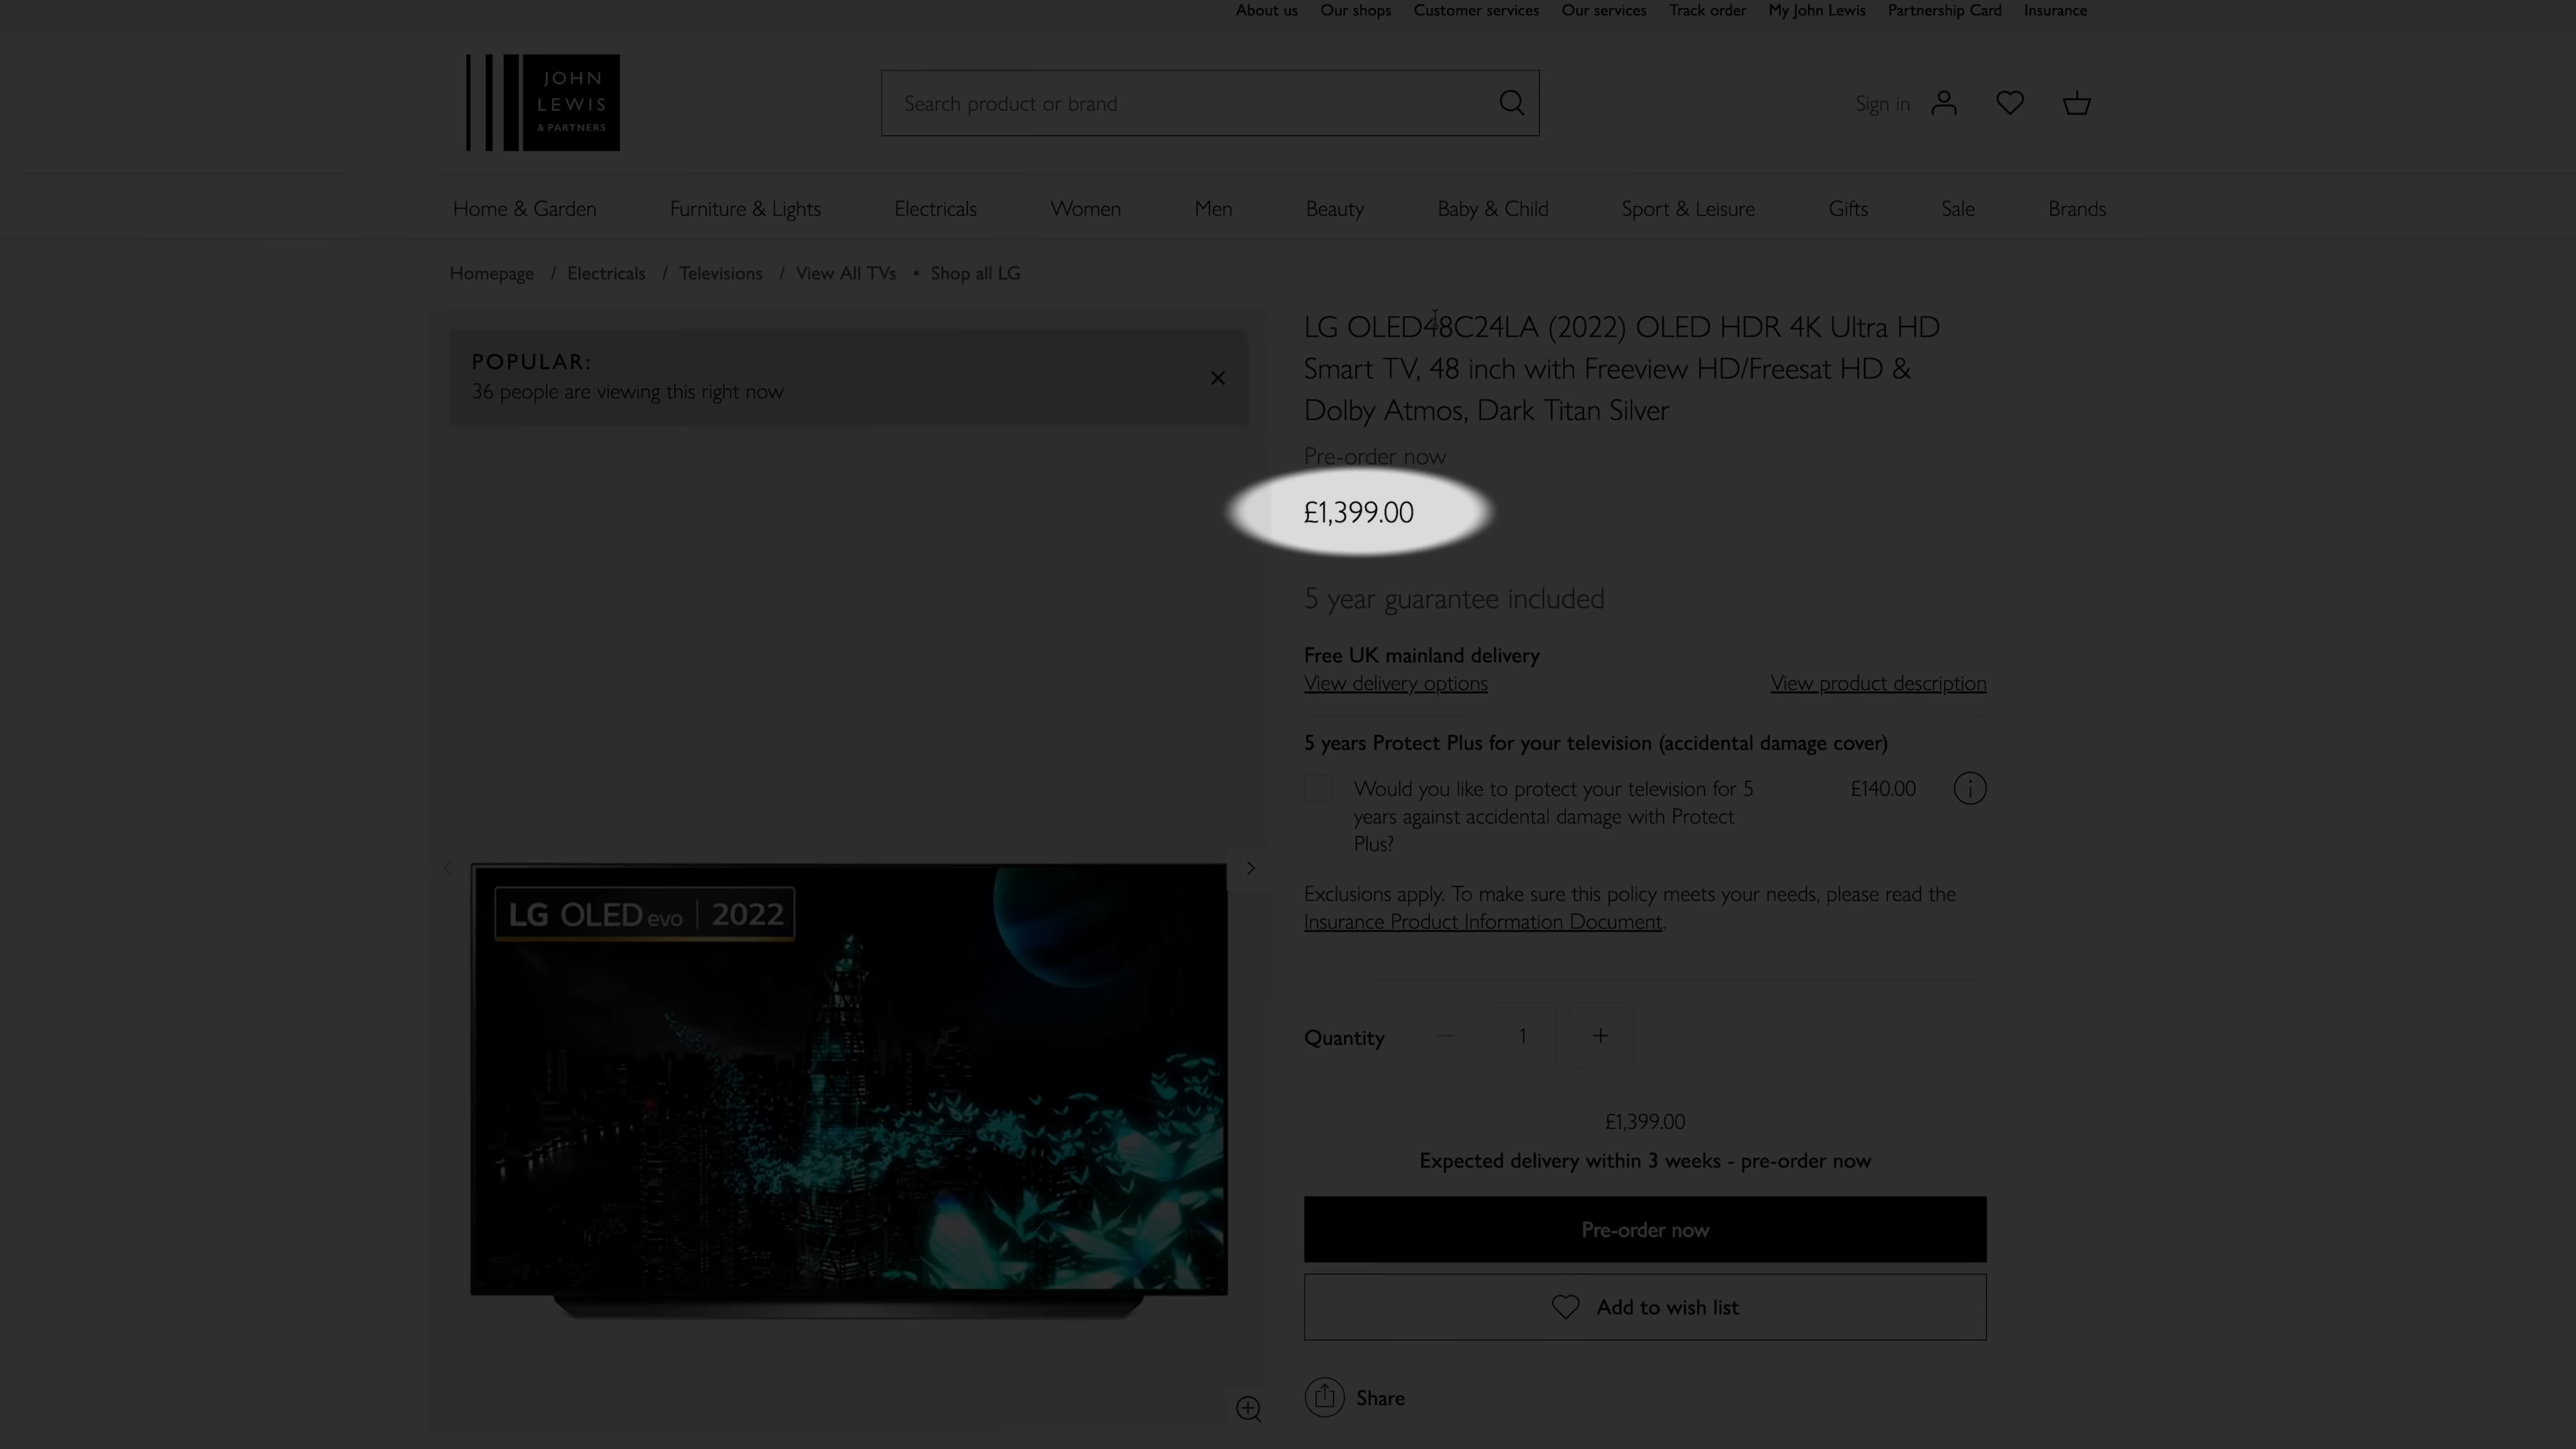 About us Our shops Customer services Our services Track order My John Lewis Partnership Card Insurance
JOHN
LEWIS
& PARTNERS
Search product or brand
Sign in
Home & Garden Furniture & Lights Electricals Women Men Beauty Baby & Child Sport & Leisure Gifts Sale Brands
Homepage / Electricals / Televisions / View All TVs • Shop all LG
POPULAR:
36 people are viewing this right now
LG OLED48C24LA (2022) OLED HDR 4K Ultra HD
Smart TV, 48 inch with Freeview HD/Freesat HD &
Dolby Atmos, Dark Titan Silver
Pre-order now
£1,399.00
5 year guarantee included
Free UK mainland delivery
View delivery options View product description
5 years Protect Plus for your television (accidental damage cover)
Would you like to protect your television for 5 £140.00
years against accidental damage with Protect
Plus?
Exclusions apply. To make sure this policy meets your needs, please read the
Insurance Product Information Document.
LG OLED evo | 2022
Quantity 1 +
£1,399.00
Expected delivery within 3 weeks - pre-order now
Pre-order now
Add to wish list
Share